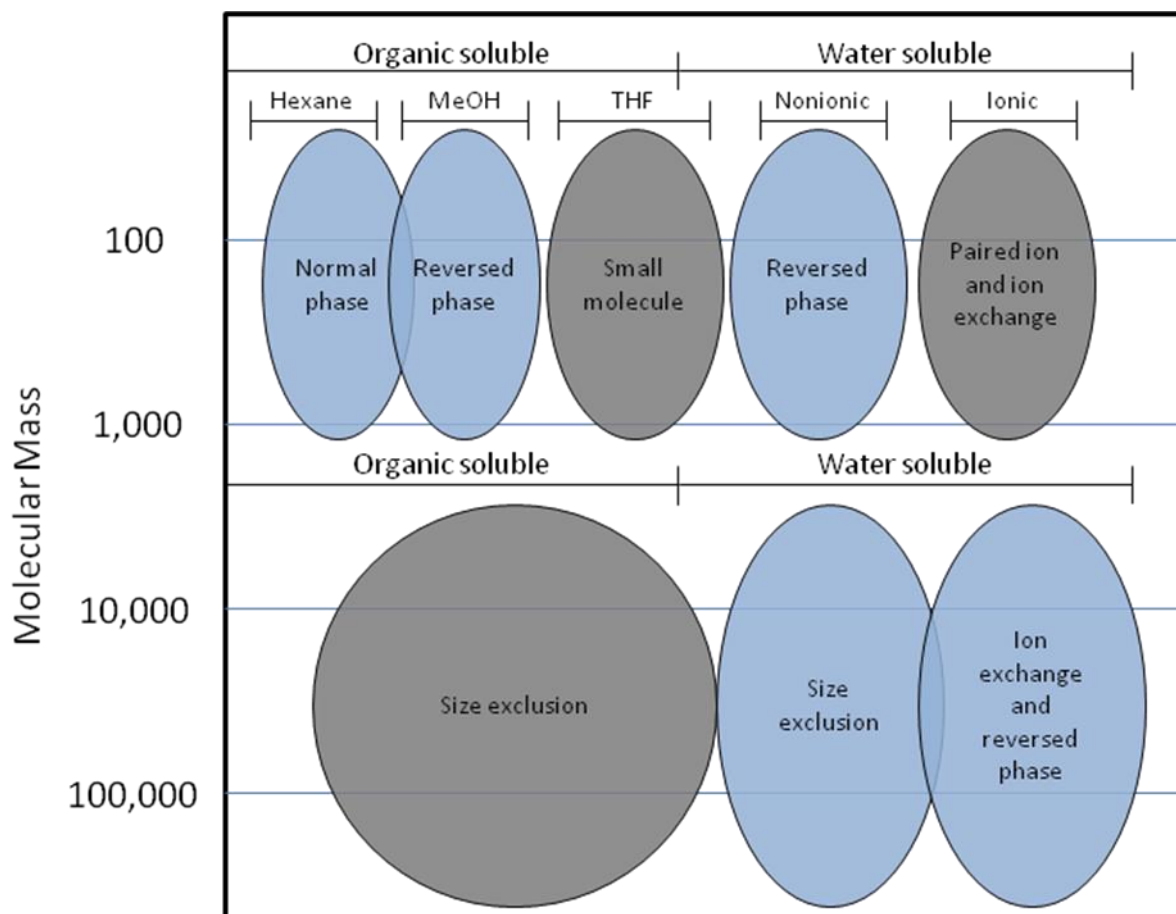 Organic soluble
Water soluble
Hexane
MeOH
THF
Nonionic
Ionic
100
Normal
phase
Reversed
phase
Small
molecule
Reversed
phase
Paired ion
and ion
exchange
1,000
Organic soluble
Water soluble
Molecular Mass
10,000
Size exclusion
Size
exclusion
Ion
exchange
and
reversed
phase
100,000